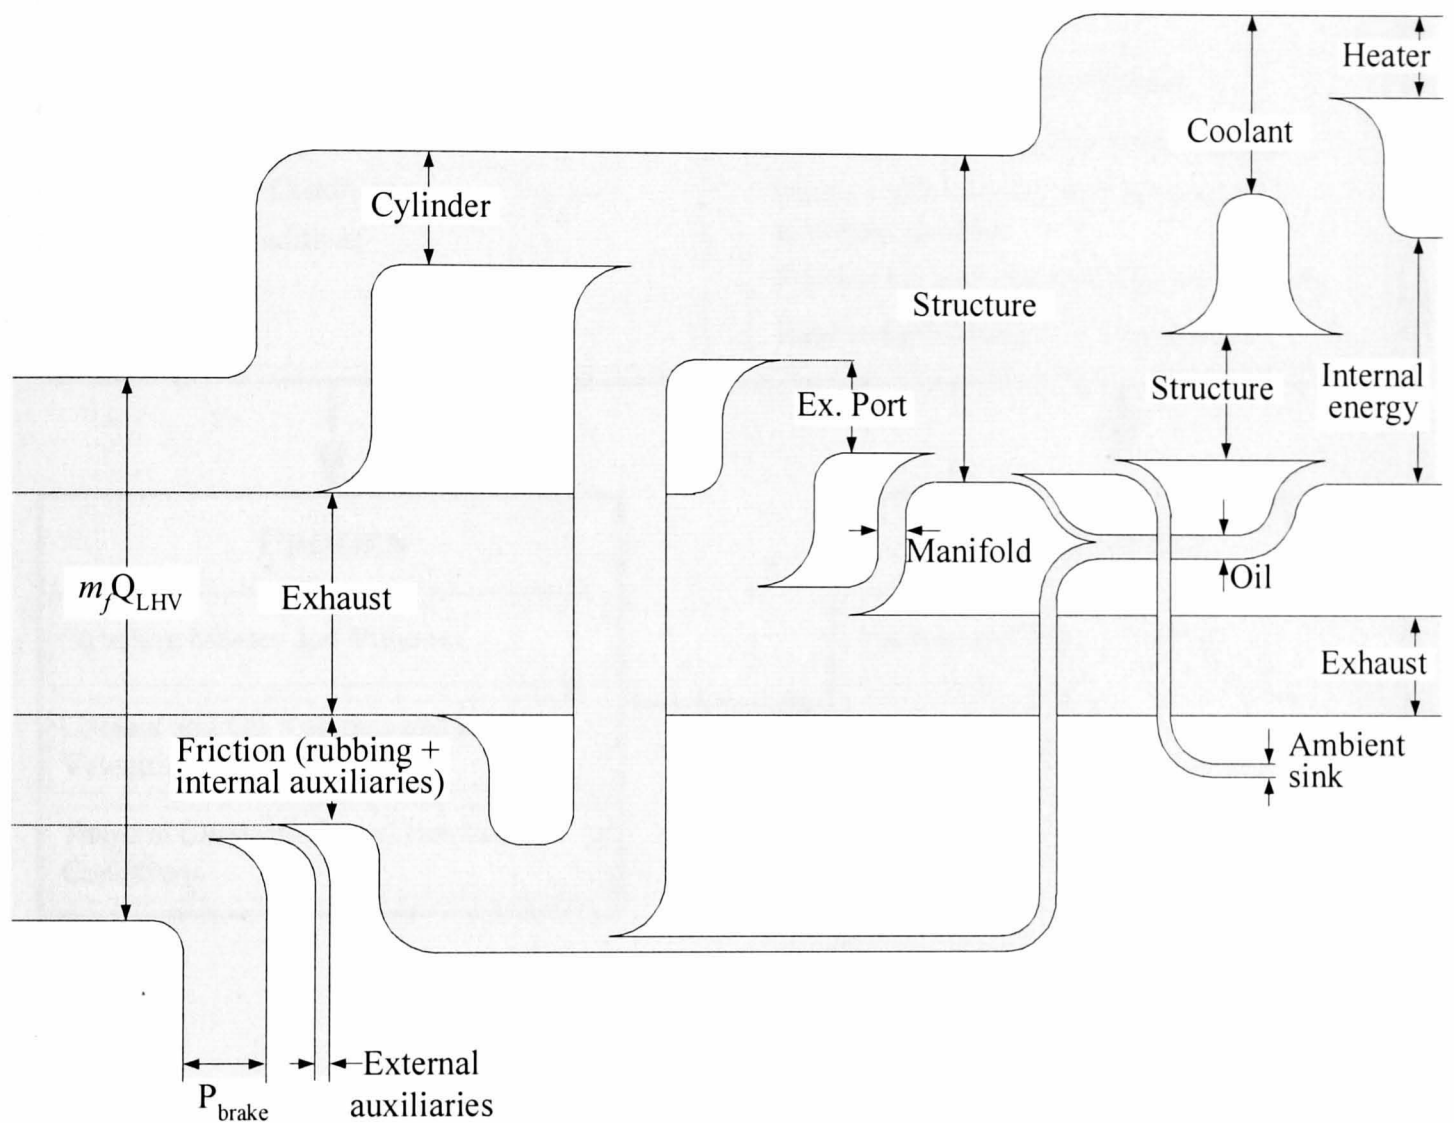 Heater
Coolant
Cylinder
Structure
Structure
Internal
energy
Ex. Port
Manifold
Oil
m_fQ_LHV
Exhaust
Exhaust
Friction (rubbing +
internal auxiliaries)
Ambient
sink
External
auxiliaries
P_brake